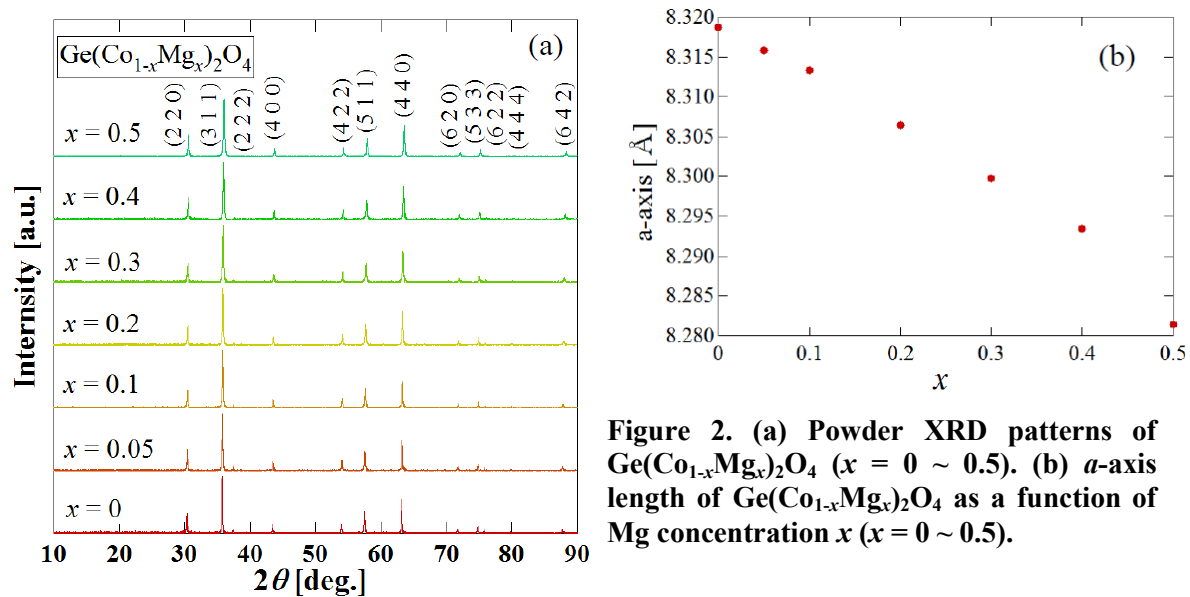 (a)
Ge(Co1-xMgx)2O4
(2 2 0)
(3 1 1)
(2 2 2)
(4 0 0)
(4 2 2)
(5 1 1)
(4 4 0)
(6 2 0)
(5 3 3)
(6 2 2)
(4 4 4)
(6 4 2)
x = 0.5
x = 0.4
x = 0.3
x = 0.2
x = 0.1
x = 0.05
x = 0
Internsity [a.u.]
10 20 30 40 50 60 70 80 90
2θ [deg.]
(b)
8.320
8.315
8.310
8.305
8.300
8.295
8.290
8.285
8.280
a-axis [Å]
0 0.1 0.2 0.3 0.4 0.5
x
Figure 2. (a) Powder XRD patterns of
Ge(Co1-xMgx)2O4 (x = 0 ~ 0.5). (b) a-axis
length of Ge(Co1-xMgx)2O4 as a function of
Mg concentration x (x = 0 ~ 0.5).